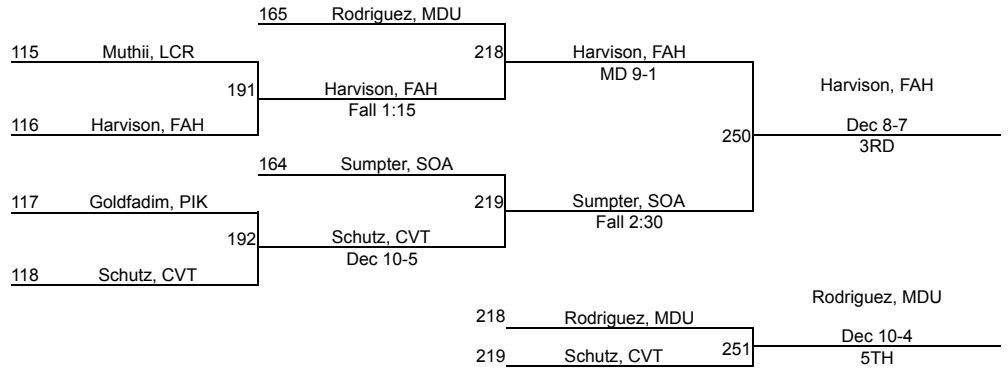 165 Rodriguez, MDU
115 Muthii, LCR
218 Harvison, FAH
MD 9-1
191 Harvison, FAH
Fall 1:15
Harvison, FAH
116 Harvison, FAH
250 Dec 8-7
3RD
164 Sumpter, SOA
117 Goldfadim, PIK
219 Sumpter, SOA
Fall 2:30
192 Schutz, CVT
Dec 10-5
118 Schutz, CVT
Rodriguez, MDU
218 Rodriguez, MDU
251 Dec 10-4
5TH
219 Schutz, CVT